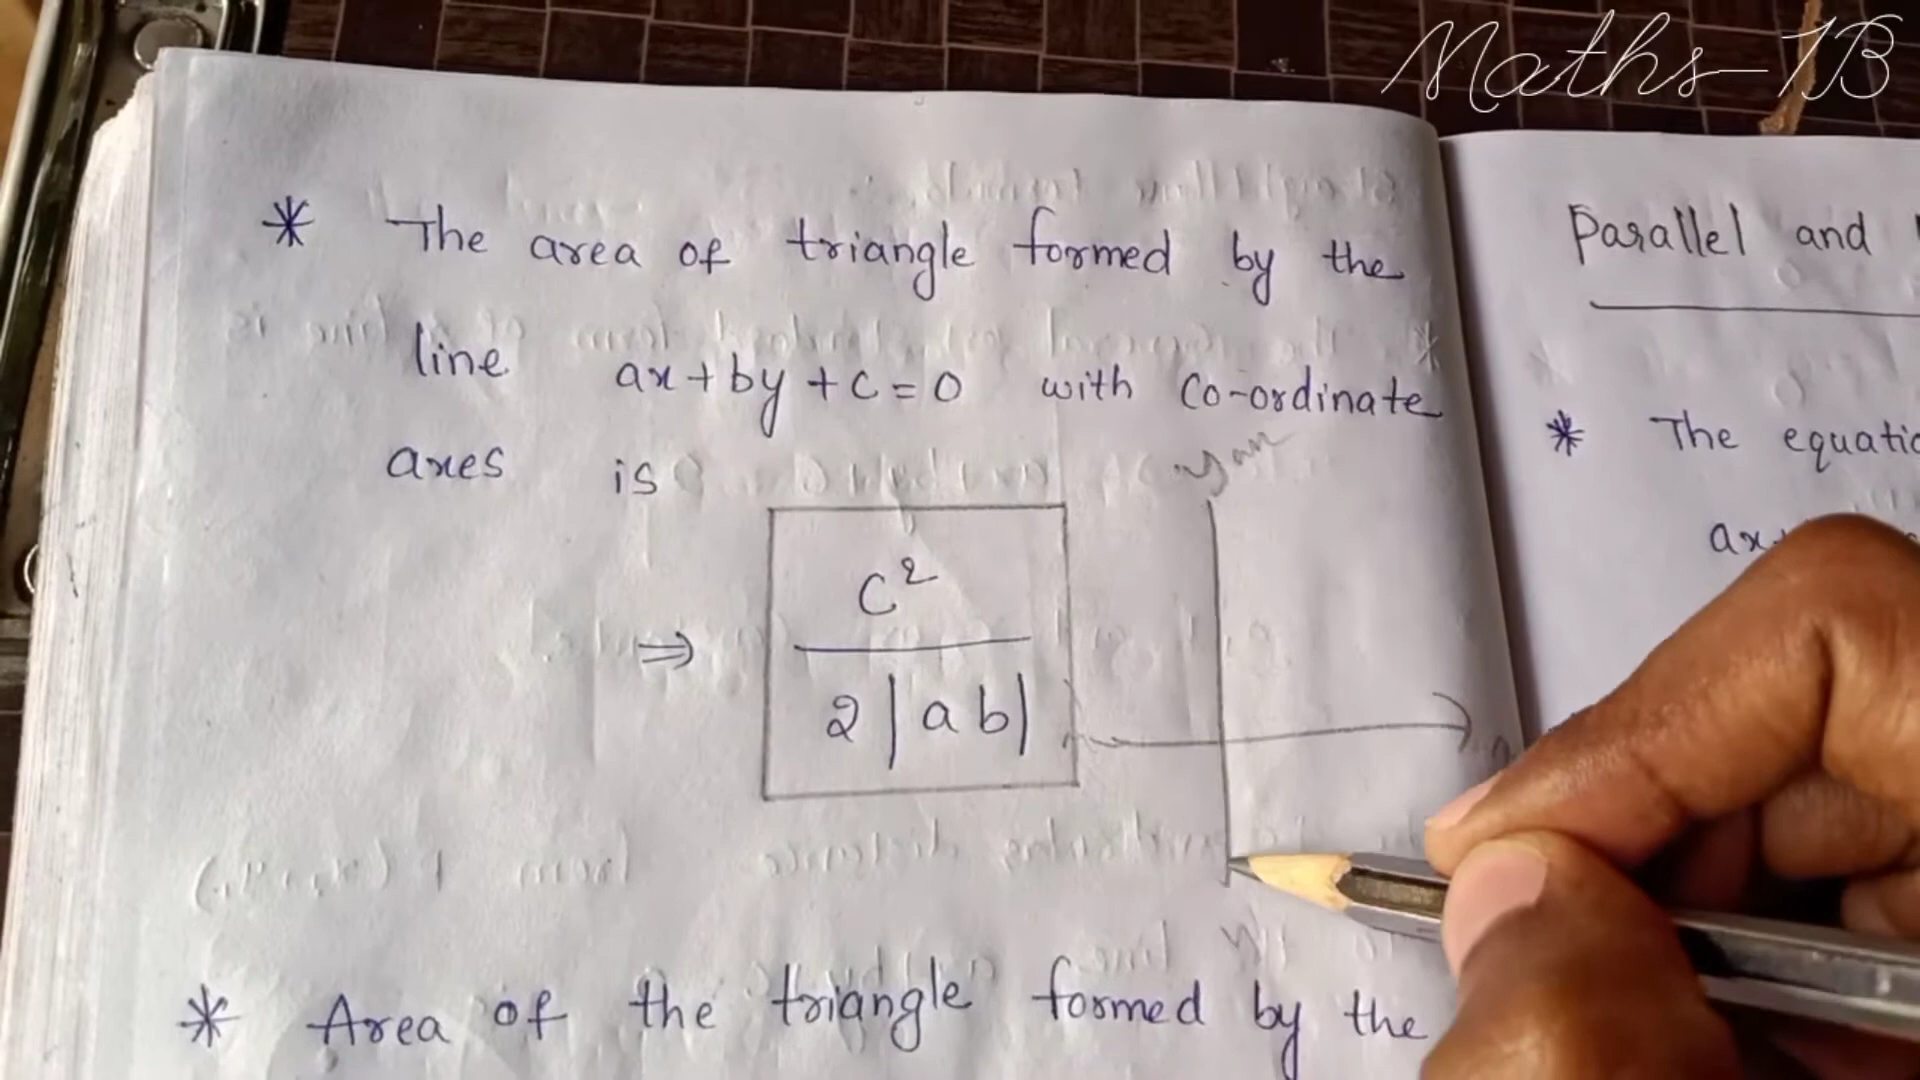 Maths-1B
* The area of triangle formed by the
line ax+by+c=0 with Co-ordinate
axes is
⇒ c²
2|ab|
* Area of the triangle formed by the
Parallel and
* The equatio
ax